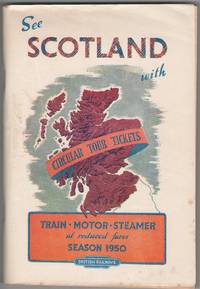 See
SCOTLAND
with
CIRCULAR TOUR TICKETS
TRAIN · MOTOR · STEAMER
at reduced fares
SEASON 1950
BRITISH RAILWAYS